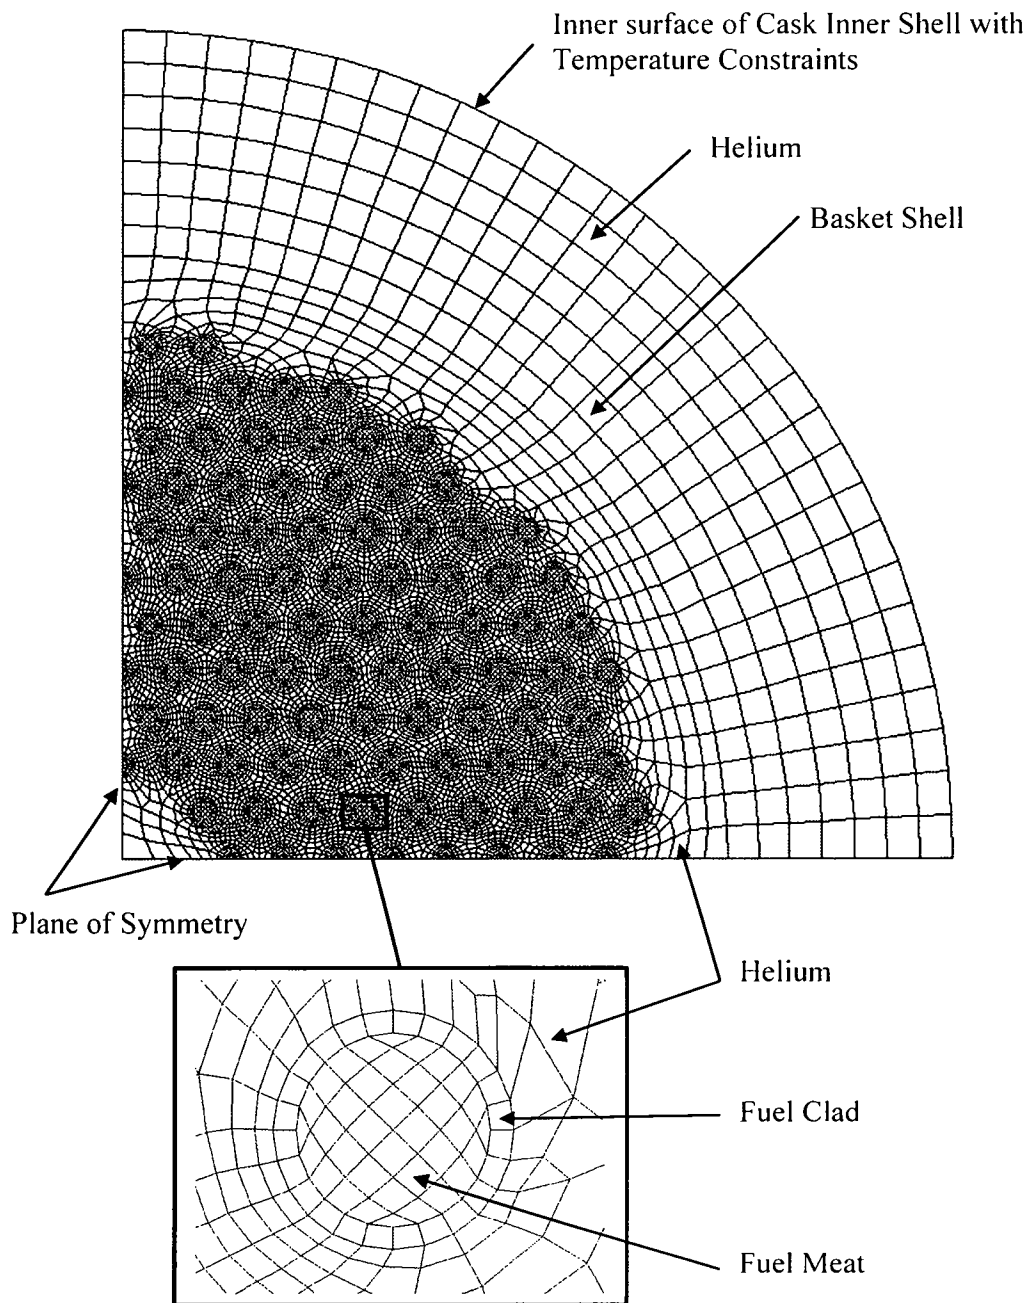 Inner surface of Cask Inner Shell with
Temperature Constraints
Helium
Basket Shell
Plane of Symmetry
Helium
Fuel Clad
Fuel Meat